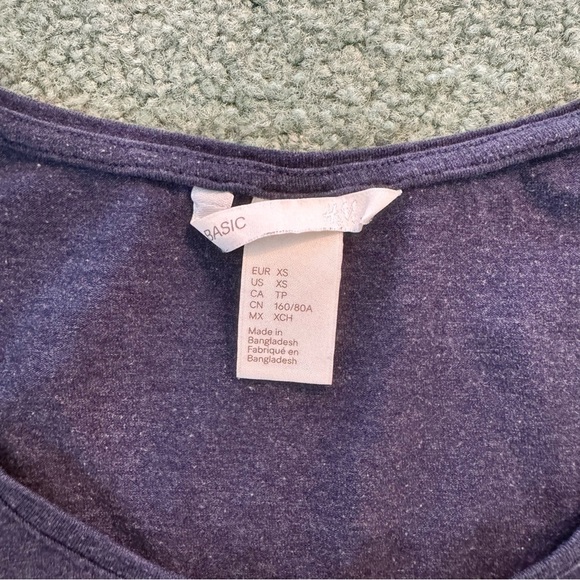 BASIC
EUR XS
US XS
CA TP
CN 160/80A
MX XCH
Made in
Bangladesh
Fabriqué en
Bangladesh